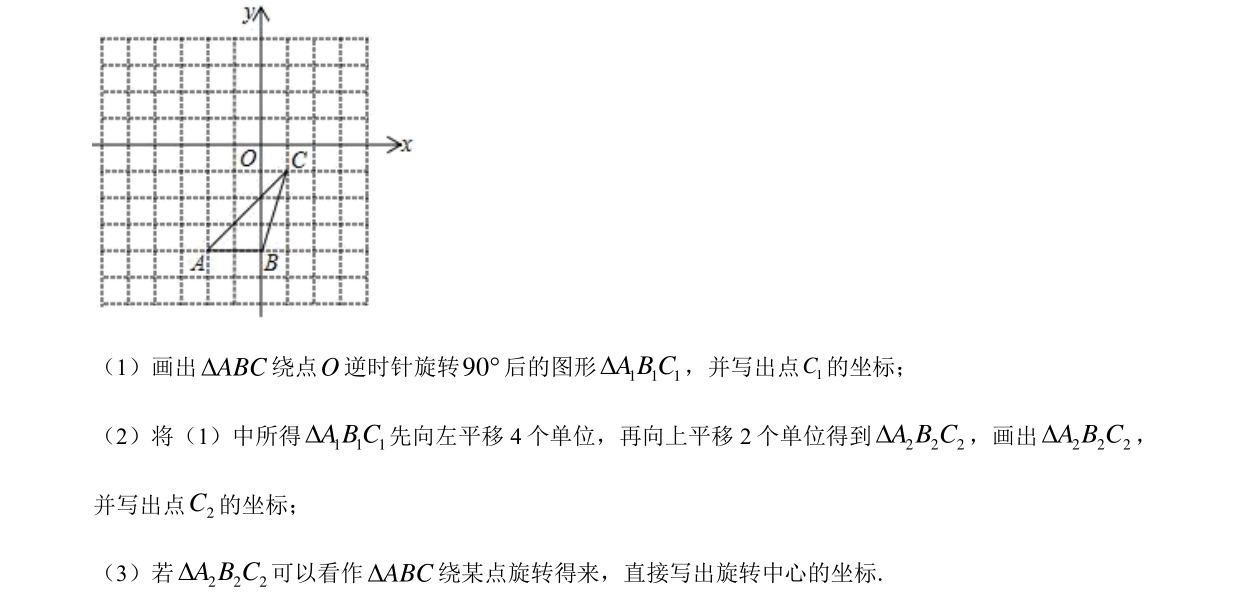 y
x
O
C
A
B
（1）画出ΔABC绕点O逆时针旋转90°后的图形ΔA₁B₁C₁，并写出点C₁的坐标；
（2）将（1）中所得ΔA₁B₁C₁先向左平移4个单位，再向上平移2个单位得到ΔA₂B₂C₂，画出ΔA₂B₂C₂，
并写出点C₂的坐标；
（3）若ΔA₂B₂C₂可以看作ΔABC绕某点旋转得来，直接写出旋转中心的坐标.